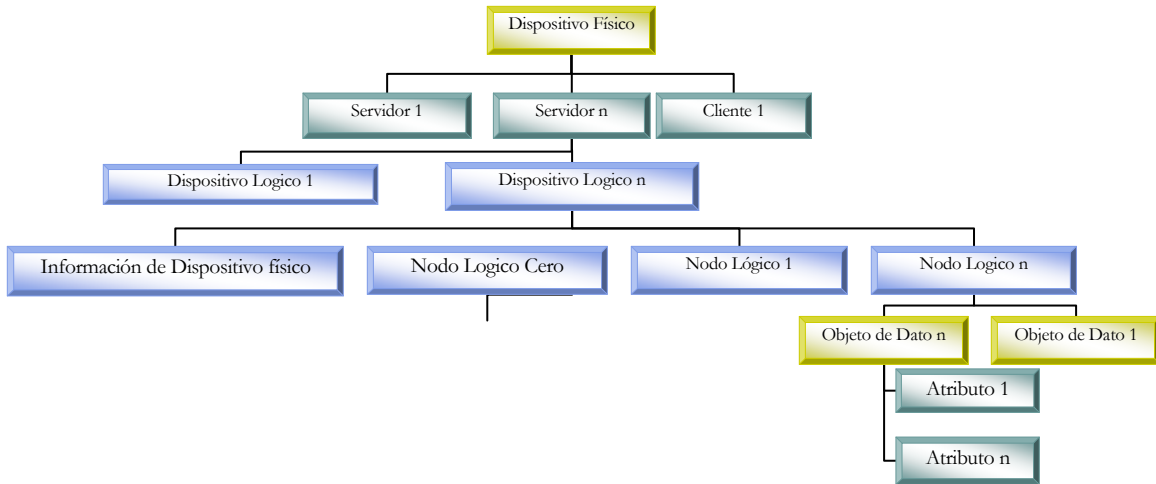 Dispositivo Físico
Servidor 1
Servidor n
Cliente 1
Dispositivo Logico 1
Dispositivo Logico n
Información de Dispositivo físico
Nodo Logico Cero
Nodo Lógico 1
Nodo Logico n
Objeto de Dato n
Objeto de Dato 1
Atributo 1
Atributo n